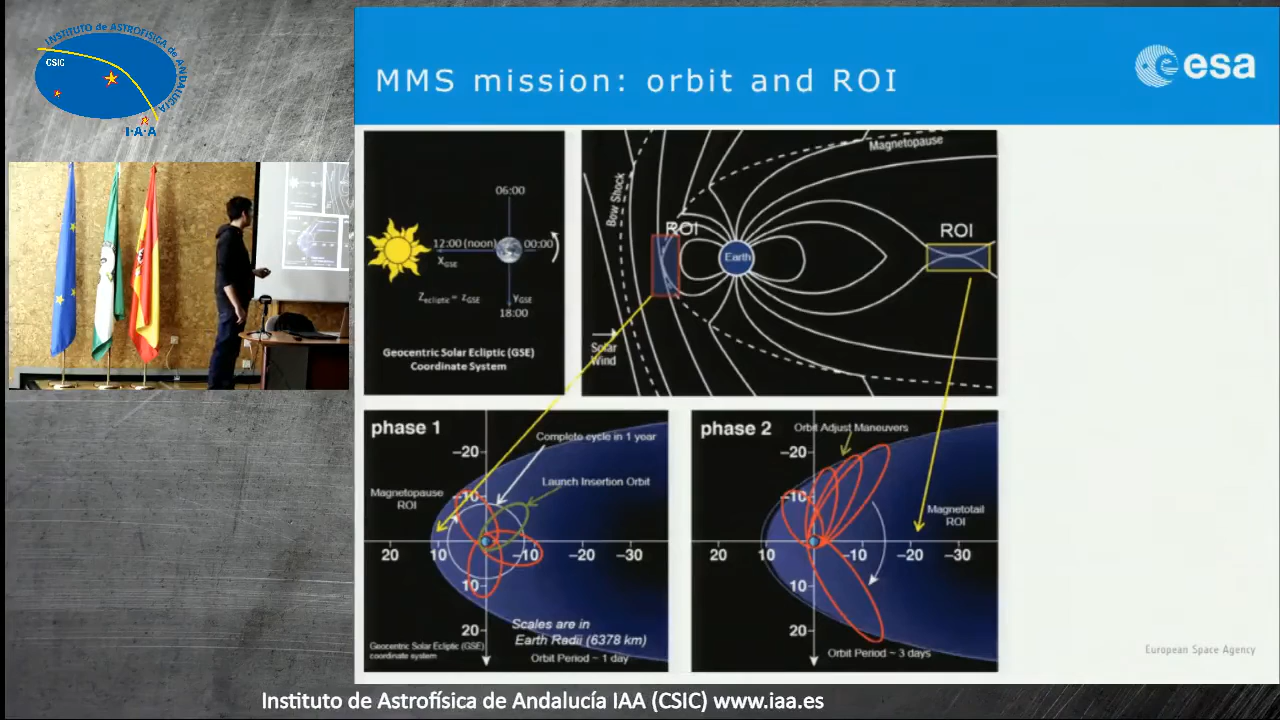 INSTITUTO de ASTROFÍSICA de ANDALUCÍA
CSIC
I·A·A
MMS mission: orbit and ROI
esa
06:00
12:00 (noon)
00:00
X_GSE
Z_ecliptic = z_GSE
Y_GSE
18:00
Geocentric Solar Ecliptic (GSE)
Coordinate System
Magnetopause
Bow Shock
ROI
Earth
ROI
Solar
Wind
phase 1
Complete cycle in 1 year
−20
Launch Insertion Orbit
Magnetopause
ROI
−10
20
10
−10
−20
−30
10
20
Scales are in
Earth Radii (6378 km)
Geocentric Solar Ecliptic (GSE)
coordinate system
Orbit Period ~ 1 day
phase 2
Orbit Adjust Maneuvers
−20
−10
Magnetotail
ROI
20
10
−10
−20
−30
10
20
Orbit Period ~ 3 days
European Space Agency
Instituto de Astrofísica de Andalucía IAA (CSIC) www.iaa.es